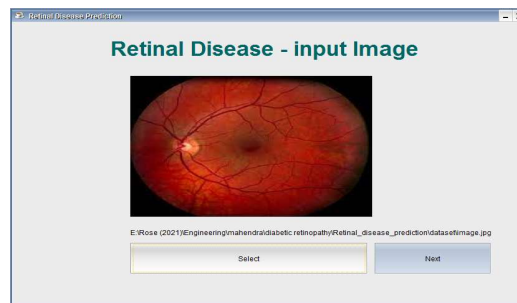 Retinal Disease Prediction
Retinal Disease - input Image
E:\Rose (2021)\Engineering\mahendra\diabetic retinopathy\Retinal_disease_prediction\dataset\image.jpg
Select
Next